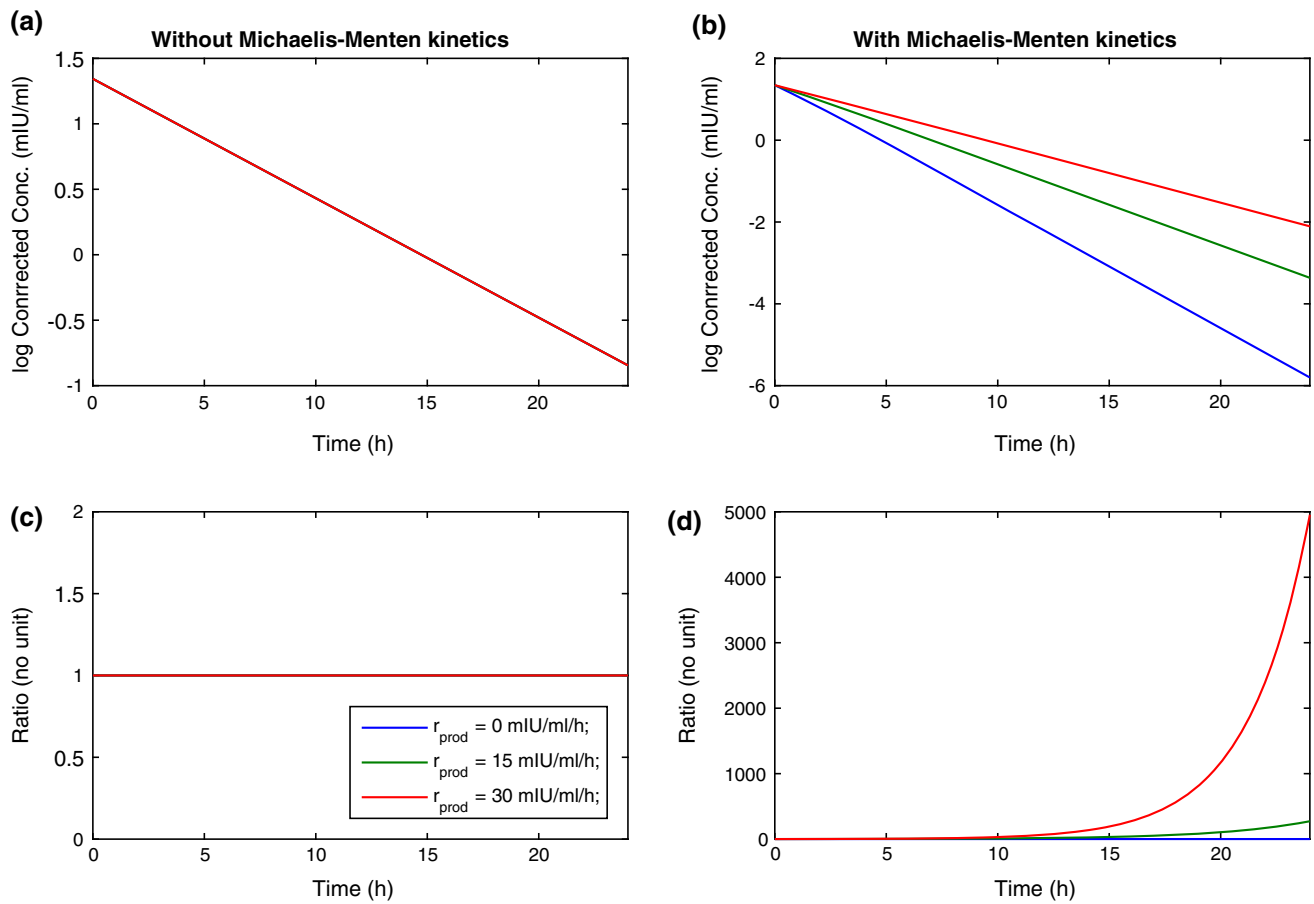 (a)
Without Michaelis-Menten kinetics
1.5
1
0.5
0
-0.5
-1
log Conrrected Conc. (mIU/ml)
0 5 10 15 20
Time (h)
(b)
With Michaelis-Menten kinetics
2
0
-2
-4
-6
log Conrrected Conc. (mIU/ml)
0 5 10 15 20
Time (h)
(c)
2
1.5
1
0.5
0
Ratio (no unit)
r_prod = 0 mIU/ml/h;
r_prod = 15 mIU/ml/h;
r_prod = 30 mIU/ml/h;
0 5 10 15 20
Time (h)
(d)
5000
4000
3000
2000
1000
0
Ratio (no unit)
0 5 10 15 20
Time (h)